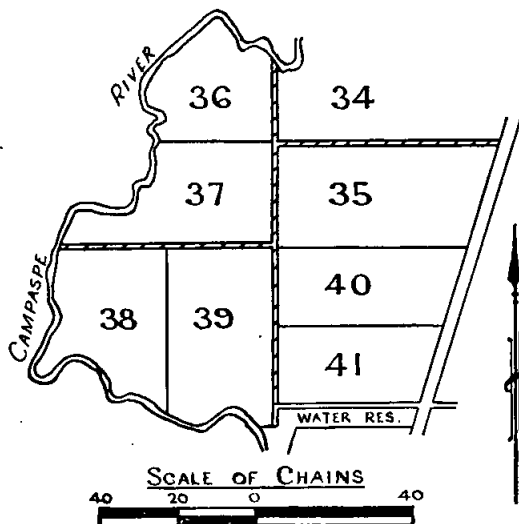 RIVER
36
34
37
35
CAMPASPE
38
39
40
41
WATER RES.
SCALE OF CHAINS
40 20 0 40